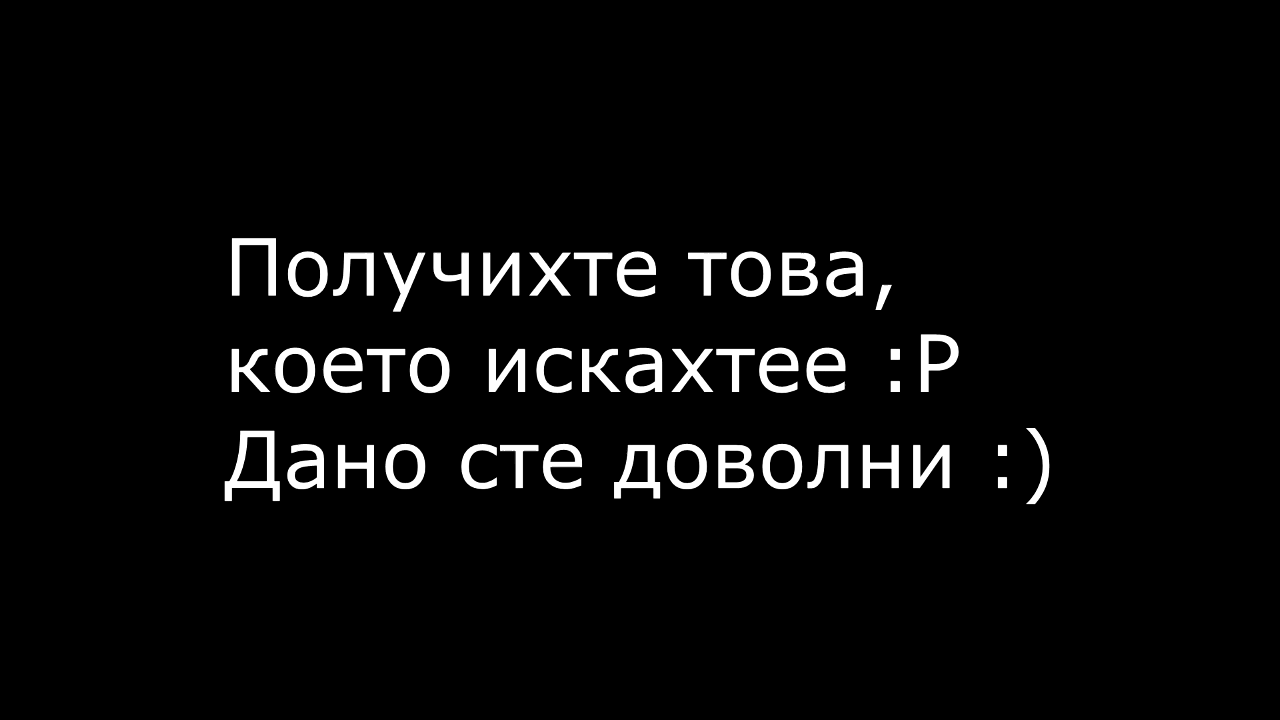 Получихте това,
което искахтее :P
Дано сте доволни :)